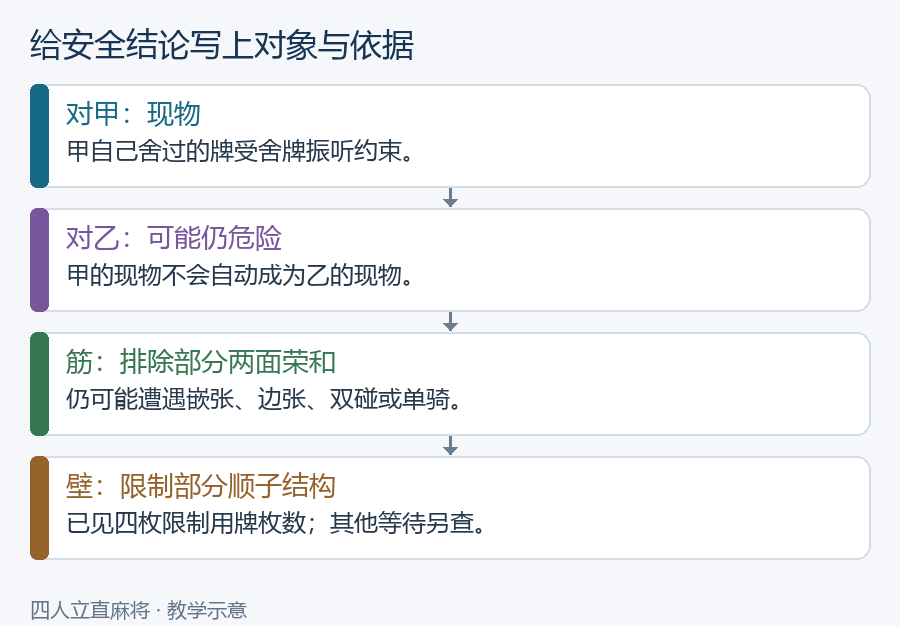 给安全结论写上对象与依据
对甲：现物
甲自己舍过的牌受舍牌振听约束。
对乙：可能仍危险
甲的现物不会自动成为乙的现物。
筋：排除部分两面荣和
仍可能遭遇嵌张、边张、双碰或单骑。
壁：限制部分顺子结构
已见四枚限制用牌枚数；其他等待另查。
四人立直麻将 · 教学示意